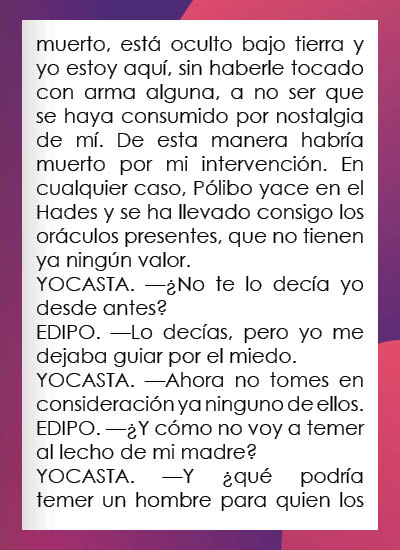 muerto, está oculto bajo tierra y
yo estoy aquí, sin haberle tocado
con arma alguna, a no ser que
se haya consumido por nostalgia
de mí. De esta manera habría
muerto por mi intervención. En
cualquier caso, Pólibo yace en el
Hades y se ha llevado consigo los
oráculos presentes, que no tienen
ya ningún valor.
YOCASTA. —¿No te lo decía yo
desde antes?
EDIPO. —Lo decías, pero yo me
dejaba guiar por el miedo.
YOCASTA. —Ahora no tomes en
consideración ya ninguno de ellos.
EDIPO. —¿Y cómo no voy a temer
al lecho de mi madre?
YOCASTA. —Y ¿qué podría
temer un hombre para quien los